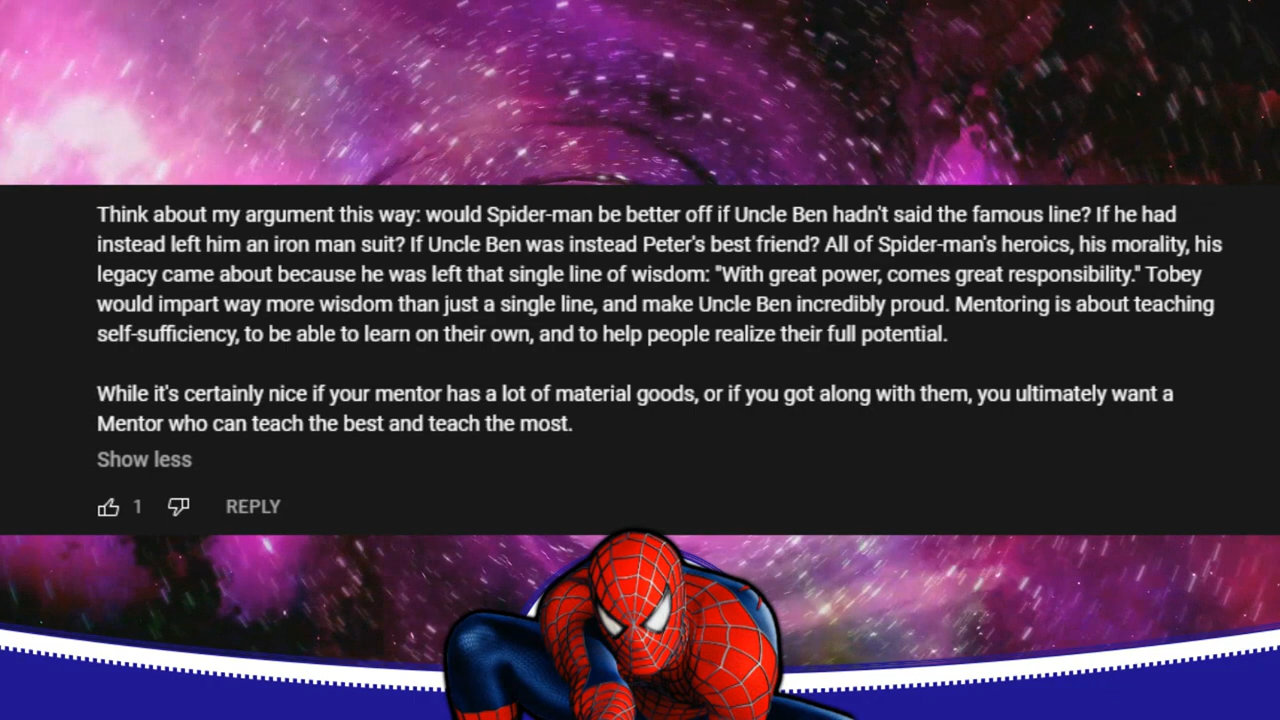 Think about my argument this way: would Spider-man be better off if Uncle Ben hadn't said the famous line? If he had
instead left him an iron man suit? If Uncle Ben was instead Peter's best friend? All of Spider-man's heroics, his morality, his
legacy came about because he was left that single line of wisdom: "With great power, comes great responsibility." Tobey
would impart way more wisdom than just a single line, and make Uncle Ben incredibly proud. Mentoring is about teaching
self-sufficiency, to be able to learn on their own, and to help people realize their full potential.
While it's certainly nice if your mentor has a lot of material goods, or if you got along with them, you ultimately want a
Mentor who can teach the best and teach the most.
Show less
1 REPLY